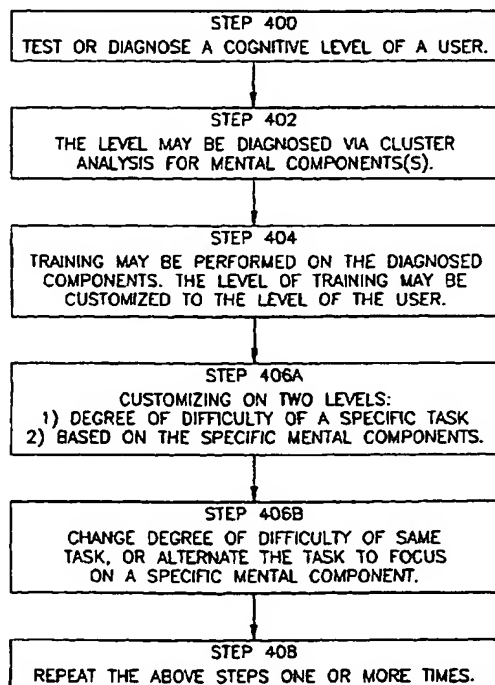 STEP 400
TEST OR DIAGNOSE A COGNITIVE LEVEL OF A USER.
STEP 402
THE LEVEL MAY BE DIAGNOSED VIA CLUSTER
ANALYSIS FOR MENTAL COMPONENTS(S).
STEP 404
TRAINING MAY BE PERFORMED ON THE DIAGNOSED
COMPONENTS. THE LEVEL OF TRAINING MAY BE
CUSTOMIZED TO THE LEVEL OF THE USER.
STEP 406A
CUSTOMIZING ON TWO LEVELS:
1) DEGREE OF DIFFICULTY OF A SPECIFIC TASK
2) BASED ON THE SPECIFIC MENTAL COMPONENTS.
STEP 406B
CHANGE DEGREE OF DIFFICULTY OF SAME
TASK, OR ALTERNATE THE TASK TO FOCUS
ON A SPECIFIC MENTAL COMPONENT.
STEP 408
REPEAT THE ABOVE STEPS ONE OR MORE TIMES.